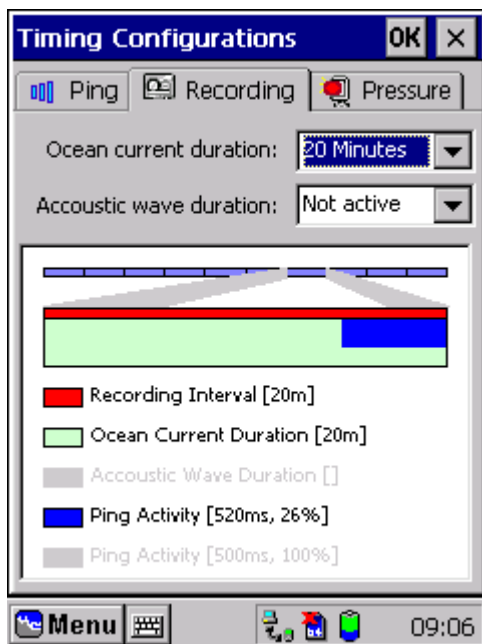 Timing Configurations OK
Ping Recording Pressure
Ocean current duration: 20 Minutes
Accoustic wave duration: Not active
Recording Interval [20m]
Ocean Current Duration [20m]
Accoustic Wave Duration []
Ping Activity [520ms, 26%]
Ping Activity [500ms, 100%]
Menu 09:06